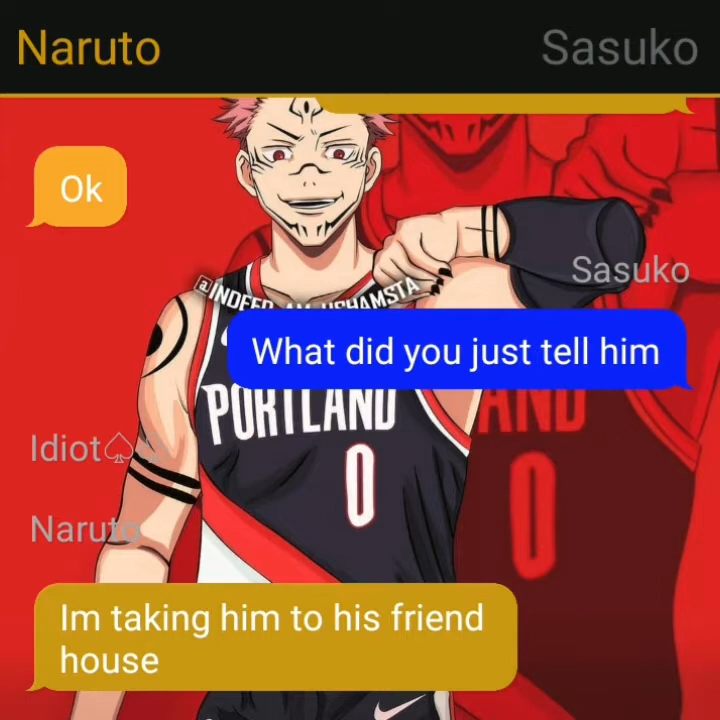 Naruto
Sasuko
Ok
Sasuko
What did you just tell him
PORTLAND
AND
0
0
Idiot♤
Naruto
Im taking him to his friend
house